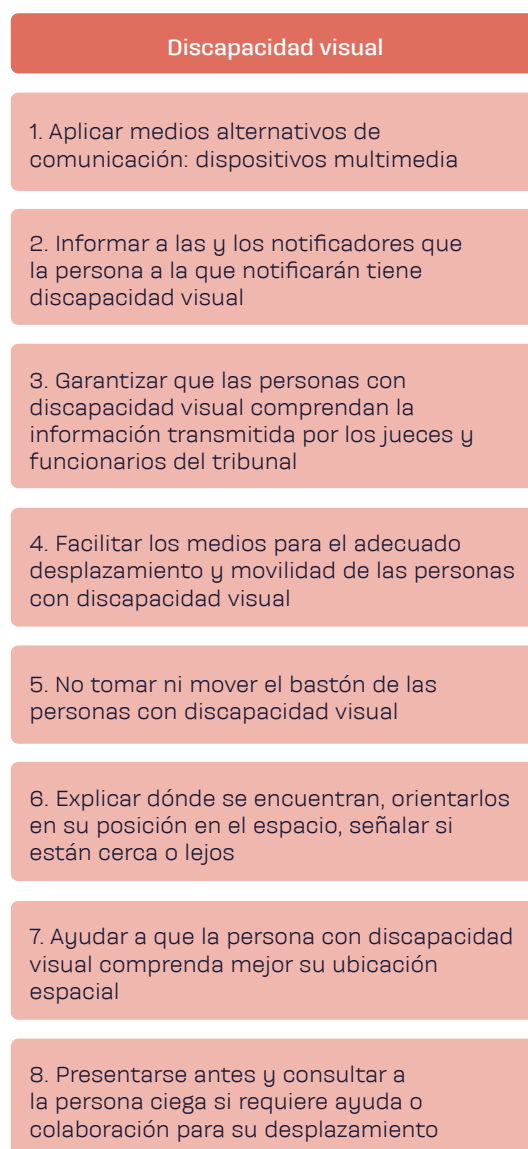 Discapacidad visual
1. Aplicar medios alternativos de
comunicación: dispositivos multimedia
2. Informar a las y los notificadores que
la persona a la que notificarán tiene
discapacidad visual
3. Garantizar que las personas con
discapacidad visual comprendan la
información transmitida por los jueces y
funcionarios del tribunal
4. Facilitar los medios para el adecuado
desplazamiento y movilidad de las personas
con discapacidad visual
5. No tomar ni mover el bastón de las
personas con discapacidad visual
6. Explicar dónde se encuentran, orientarlos
en su posición en el espacio, señalar si
están cerca o lejos
7. Ayudar a que la persona con discapacidad
visual comprenda mejor su ubicación
espacial
8. Presentarse antes y consultar a
la persona ciega si requiere ayuda o
colaboración para su desplazamiento